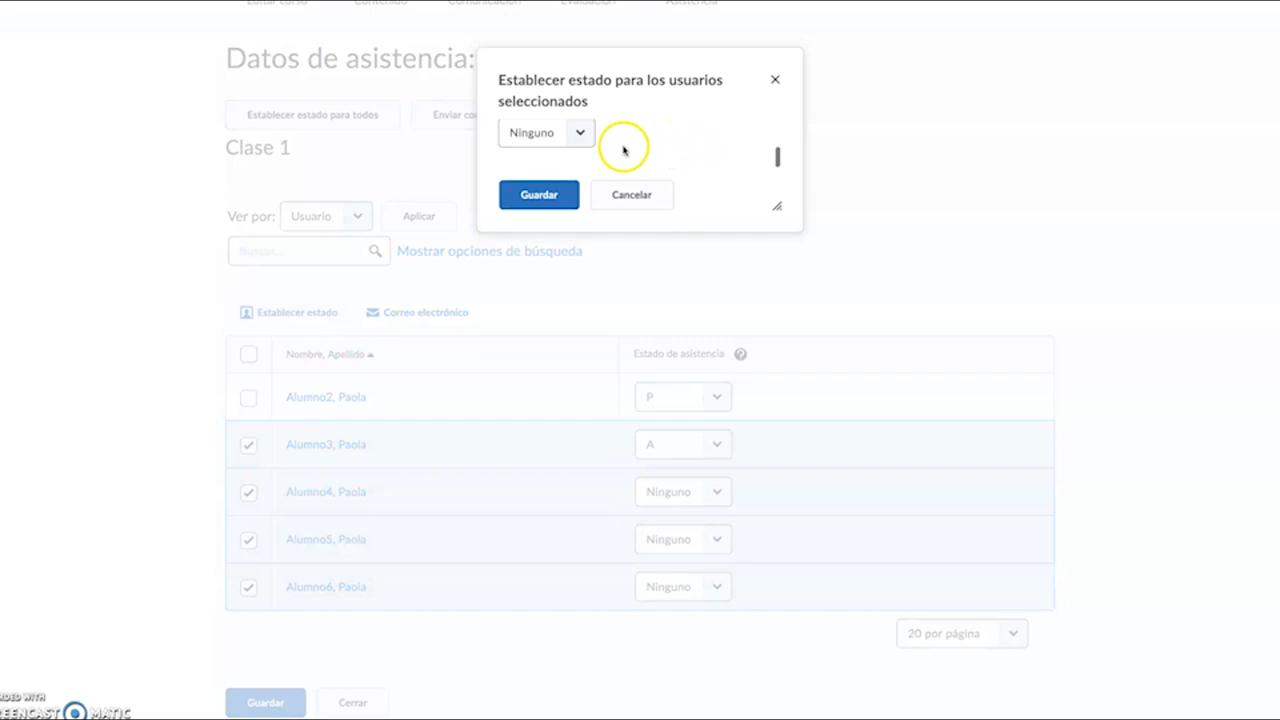 Editar curso Contenido Comunicación Evaluación Asistencia
Datos de asistencia:
Establecer estado para los usuarios
seleccionados
Ninguno
Guardar Cancelar
Establecer estado para todos
Enviar co
Clase 1
Ver por: Usuario Aplicar
Buscar... Mostrar opciones de búsqueda
Establecer estado Correo electrónico
Nombre, Apellido Estado de asistencia
Alumno2, Paola P
Alumno3, Paola A
Alumno4, Paola Ninguno
Alumno5, Paola Ninguno
Alumno6, Paola Ninguno
20 por página
Guardar Cerrar
RDED WITH
REENCAST MATIC